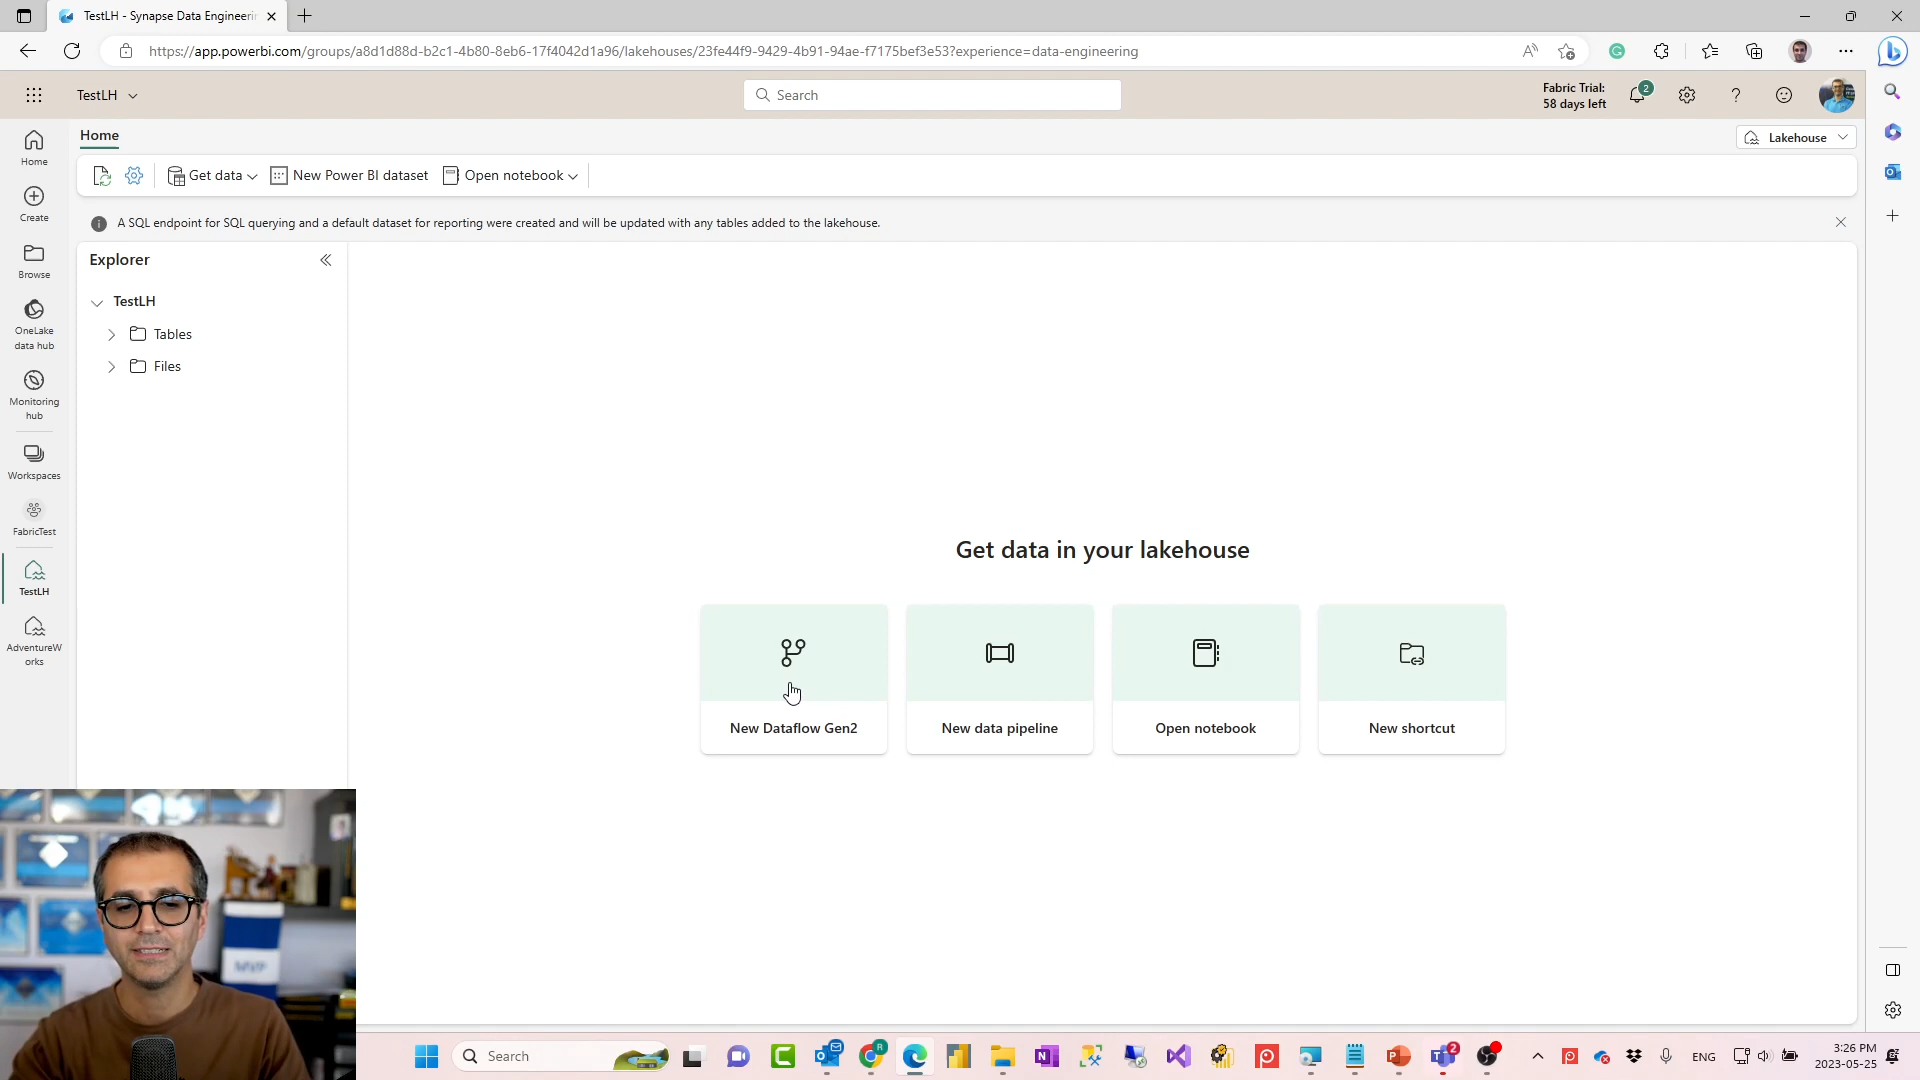 TestLH - Synapse Data Engineerin
https://app.powerbi.com/groups/a8d1d88d-b2c1-4b80-8eb6-17f4042d1a96/lakehouses/23fe44f9-9429-4b91-94ae-f7175bef3e53?experience=data-engineering
TestLH
Search
Fabric Trial:
58 days left
2
Home
Lakehouse
Get data
New Power BI dataset
Open notebook
A SQL endpoint for SQL querying and a default dataset for reporting were created and will be updated with any tables added to the lakehouse.
Home
Create
Browse
OneLake
data hub
Monitoring
hub
Workspaces
FabricTest
TestLH
AdventureW
orks
Explorer
TestLH
Tables
Files
Get data in your lakehouse
New Dataflow Gen2
New data pipeline
Open notebook
New shortcut
MVP
Search
R
2
ENG
3:26 PM
2023-05-25